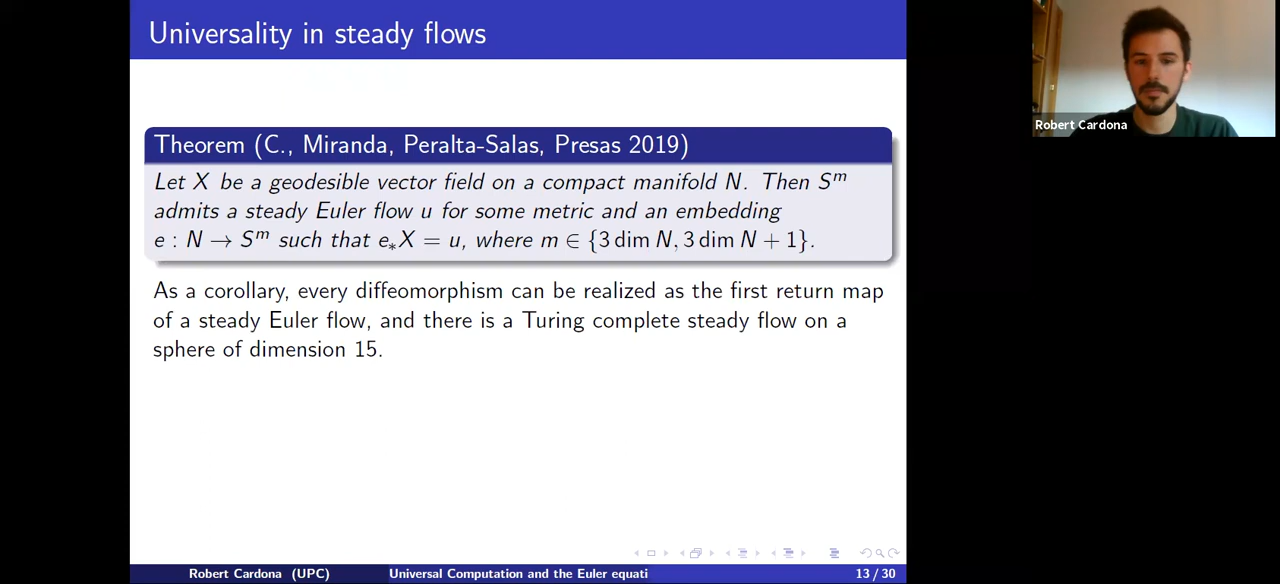 Universality in steady flows
Theorem (C., Miranda, Peralta-Salas, Presas 2019)
Let X be a geodesible vector field on a compact manifold N. Then Sᵐ
admits a steady Euler flow u for some metric and an embedding
e : N → Sᵐ such that e∗X = u, where m ∈ {3 dim N, 3 dim N + 1}.
As a corollary, every diffeomorphism can be realized as the first return map
of a steady Euler flow, and there is a Turing complete steady flow on a
sphere of dimension 15.
Robert Cardona (UPC)
Universal Computation and the Euler equati
13 / 30
Robert Cardona